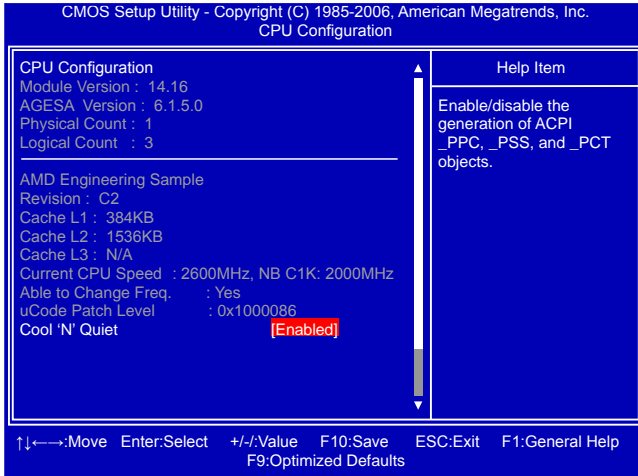 CMOS Setup Utility - Copyright (C) 1985-2006, American Megatrends, Inc.
CPU Configuration
CPU Configuration
Module Version : 14.16
AGESA Version : 6.1.5.0
Physical Count : 1
Logical Count : 3
AMD Engineering Sample
Revision : C2
Cache L1 : 384KB
Cache L2 : 1536KB
Cache L3 : N/A
Current CPU Speed : 2600MHz, NB C1K: 2000MHz
Able to Change Freq. : Yes
uCode Patch Level : 0x1000086
Cool ‘N’ Quiet [Enabled]
Help Item
Enable/disable the
generation of ACPI
_PPC, _PSS, and _PCT
objects.
↑↓←→:Move Enter:Select +/-/:Value F10:Save ESC:Exit F1:General Help
F9:Optimized Defaults